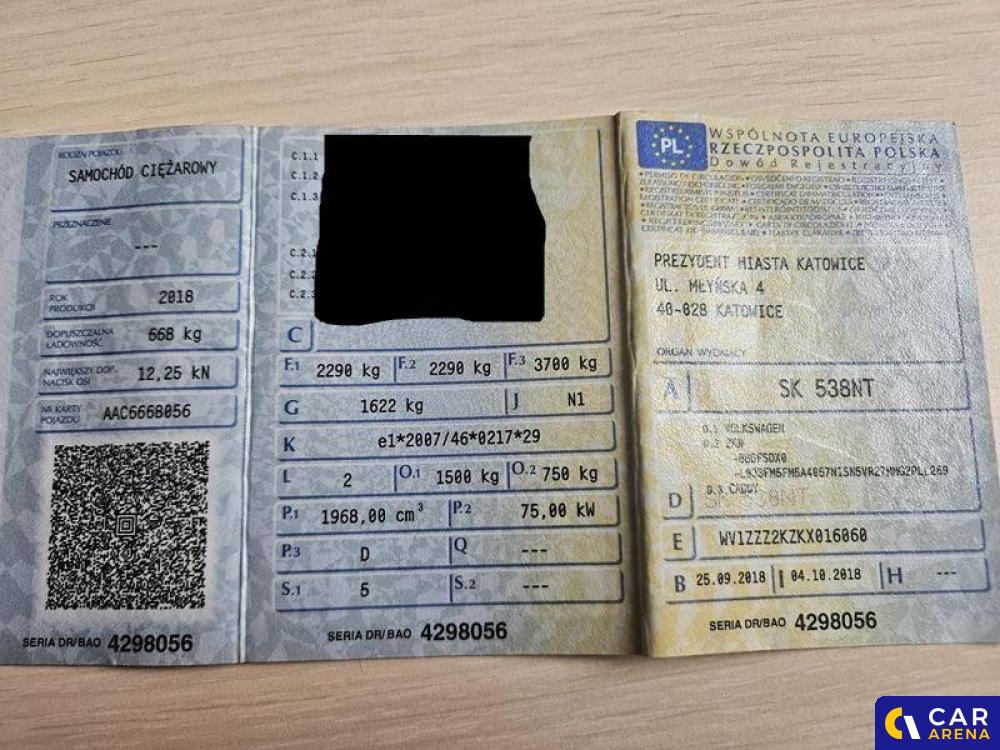 RODZAJ POJAZDU
SAMOCHÓD CIĘŻAROWY
PRZEZNACZENIE
---
ROK PRODUKCJI 2018
DOPUSZCZALNA ŁADOWNOŚĆ 668 kg
NAJWIĘKSZY DOP. NACISK OSI 12,25 kN
NR KARTY POJAZDU AAC6668056
SERIA DR/BAO 4298056
C.1.1
C.1.2
C.1.3
C.2.1
C.2.2
C.2.3
C
F.1 2290 kg F.2 2290 kg F.3 3700 kg
G 1622 kg J N1
K e1*2007/46*0217*29
L 2 O.1 1500 kg O.2 750 kg
P.1 1968,00 cm³ P.2 75,00 kW
P.3 D Q ---
S.1 5 S.2 ---
SERIA DR/BAO 4298056
PL
WSPÓLNOTA EUROPEJSKA
RZECZPOSPOLITA POLSKA
Dowód Rejestracyjny
PREZYDENT MIASTA KATOWICE
UL. MŁYŃSKA 4
40-028 KATOWICE
ORGAN WYDAJĄCY
A SK 538NT
D.1 VOLKSWAGEN
D.2 2KN
D.3 CADDY
D SK 538NT
E WV1ZZZ2KZKX016060
B 25.09.2018 I 04.10.2018 H ---
SERIA DR/BAO 4298056
CAR
ARENA